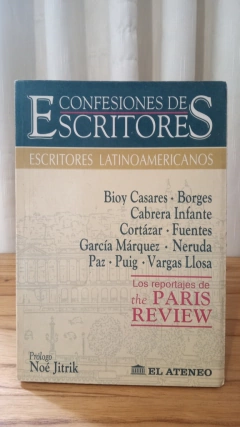 CONFESIONES DE
ESCRITORES
ESCRITORES LATINOAMERICANOS
Bioy Casares · Borges
Cabrera Infante
Cortázar · Fuentes
García Márquez · Neruda
Paz · Puig · Vargas Llosa
Los reportajes de
the PARIS
REVIEW
Prólogo
Noé Jitrik
EL ATENEO